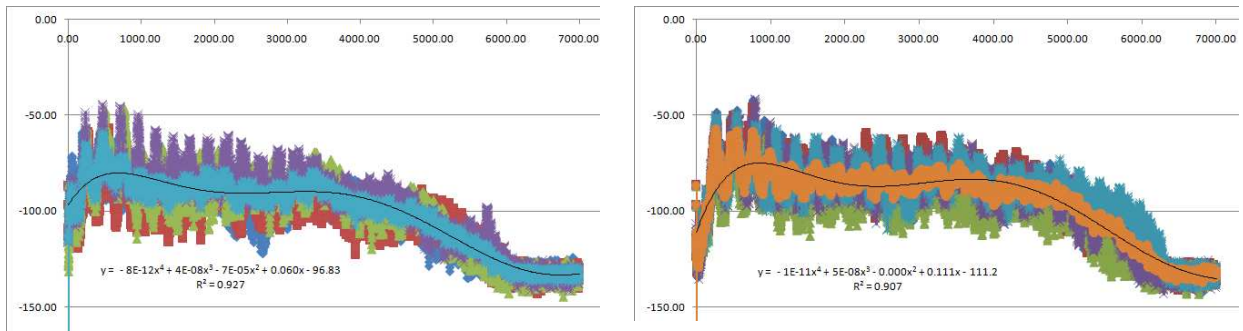 0.00
0.00 1000.00 2000.00 3000.00 4000.00 5000.00 6000.00 7000.00
-50.00
-100.00
y = - 8E-12x⁴ + 4E-08x³ - 7E-05x² + 0.060x - 96.83
R² = 0.927
-150.00
0.00
0.00 1000.00 2000.00 3000.00 4000.00 5000.00 6000.00 7000.00
-50.00
-100.00
y = - 1E-11x⁴ + 5E-08x³ - 0.000x² + 0.111x - 111.2
R² = 0.907
-150.00